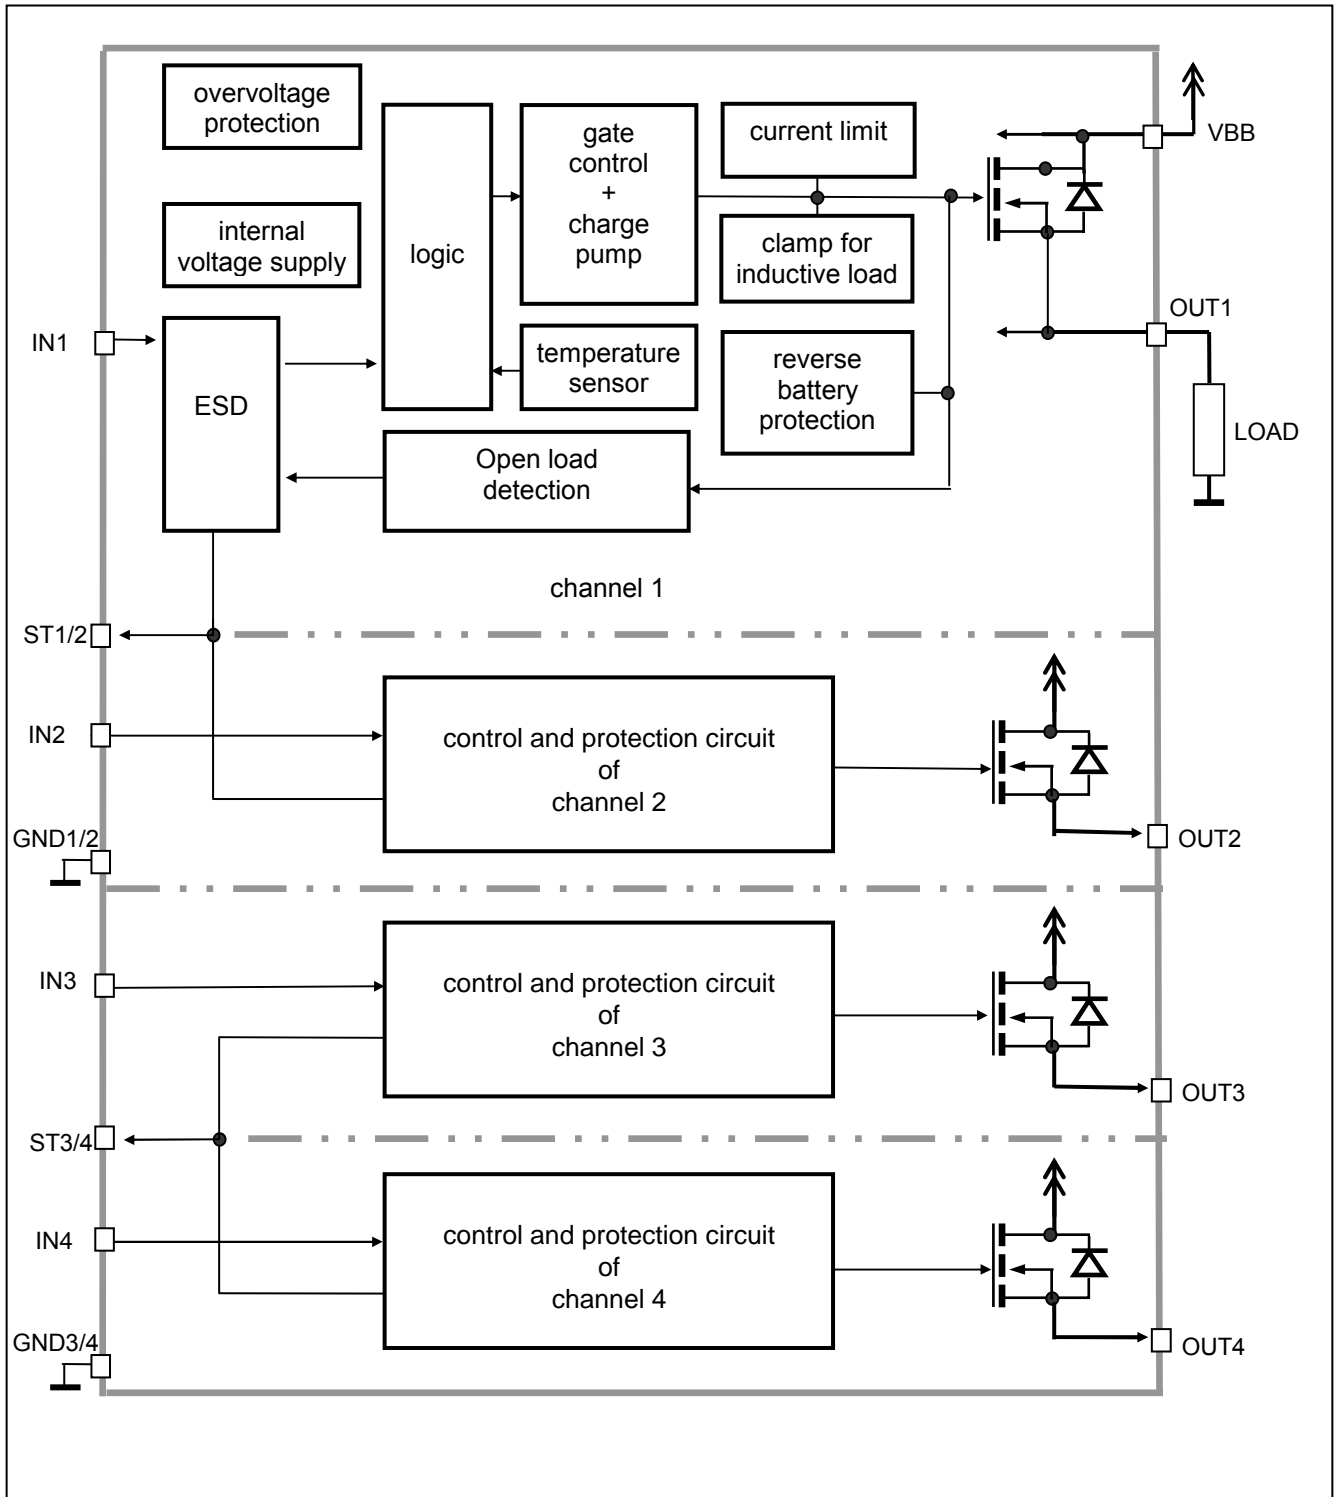 overvoltage
protection
internal
voltage supply
logic
gate
control
+
charge
pump
current limit
clamp for
inductive load
VBB
IN1
ESD
temperature
sensor
reverse
battery
protection
OUT1
LOAD
Open load
detection
channel 1
ST1/2
IN2
control and protection circuit
of
channel 2
GND1/2
OUT2
IN3
control and protection circuit
of
channel 3
OUT3
ST3/4
IN4
control and protection circuit
of
channel 4
GND3/4
OUT4